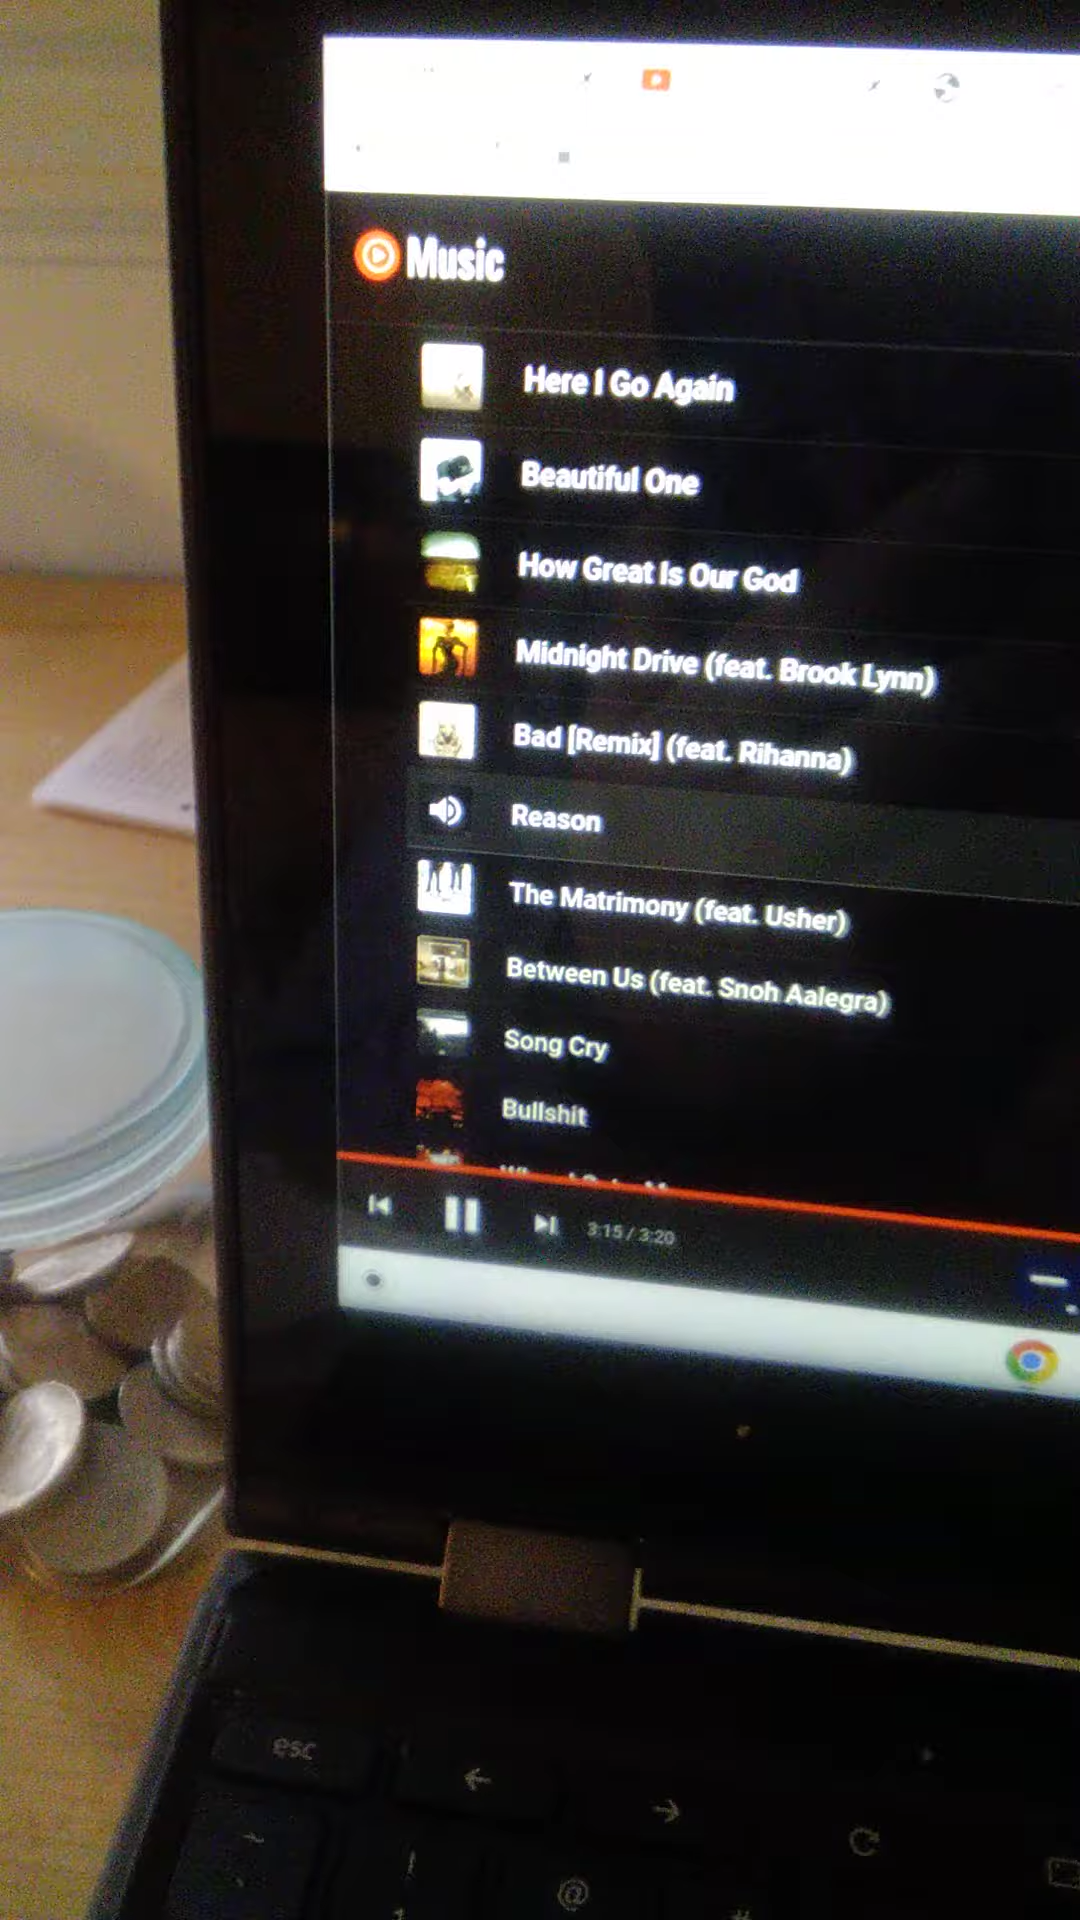 Music
Here I Go Again
Beautiful One
How Great Is Our God
Midnight Drive (feat. Brook Lynn)
Bad [Remix] (feat. Rihanna)
Reason
The Matrimony (feat. Usher)
Between Us (feat. Snoh Aalegra)
Song Cry
Bullshit
3:15 / 3:20
esc
~
!
1
@
#